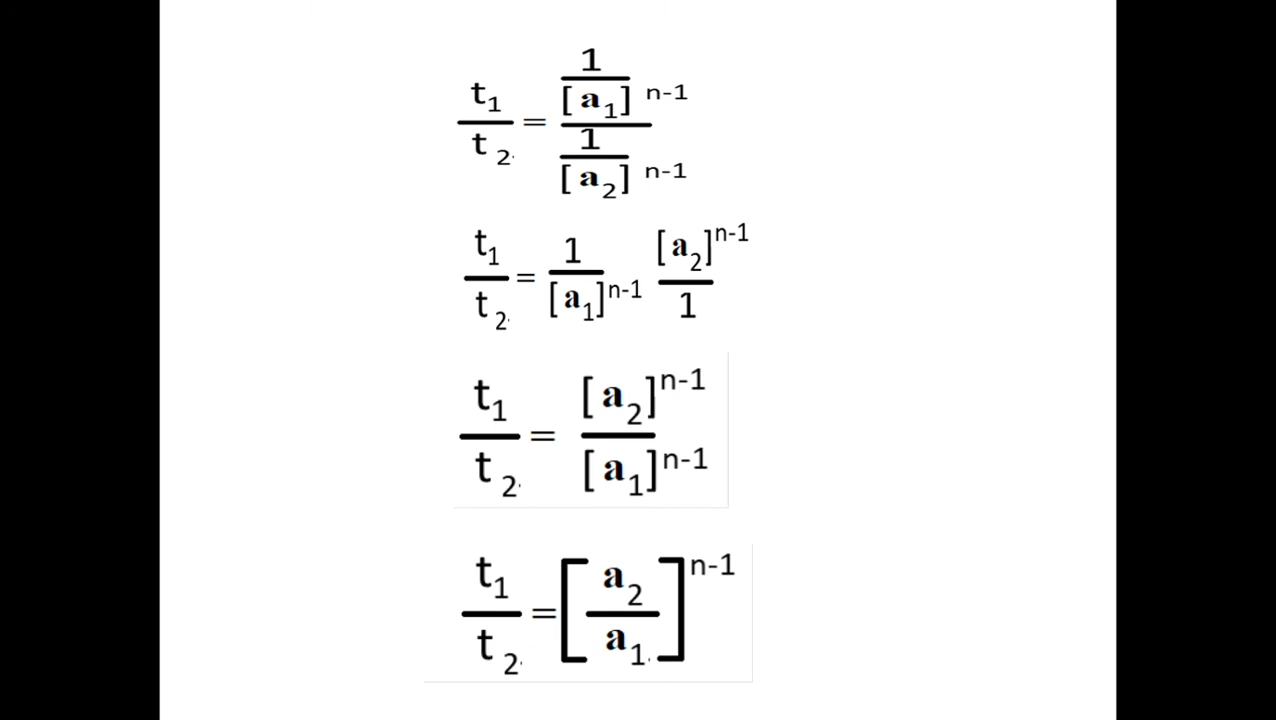 t₁/t₂. = (1/[a₁]ⁿ⁻¹)/(1/[a₂]ⁿ⁻¹)
t₁/t₂. = 1/[a₁]ⁿ⁻¹ [a₂]ⁿ⁻¹/1
t₁/t₂. = [a₂]ⁿ⁻¹/[a₁]ⁿ⁻¹
t₁/t₂. = [a₂/a₁.]ⁿ⁻¹